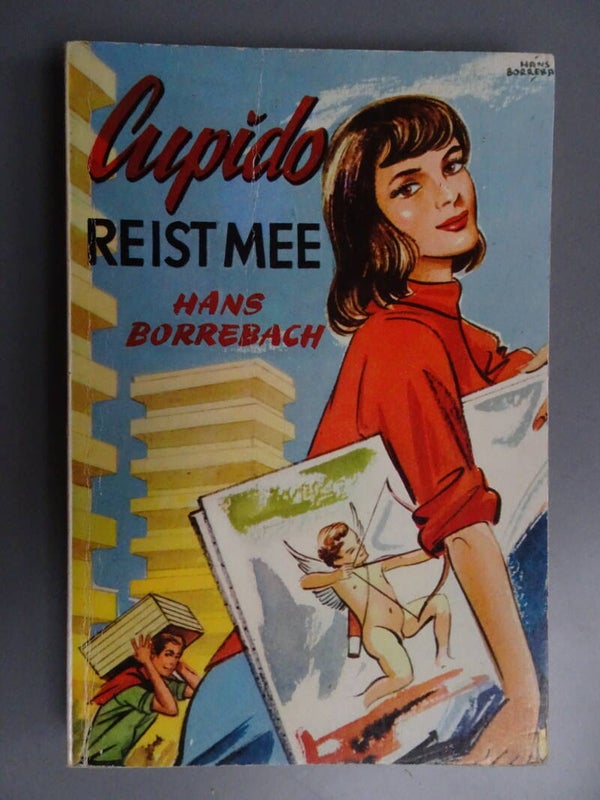 HANS
BORREBA
Cupido
REIST MEE
HANS
BORREBACH